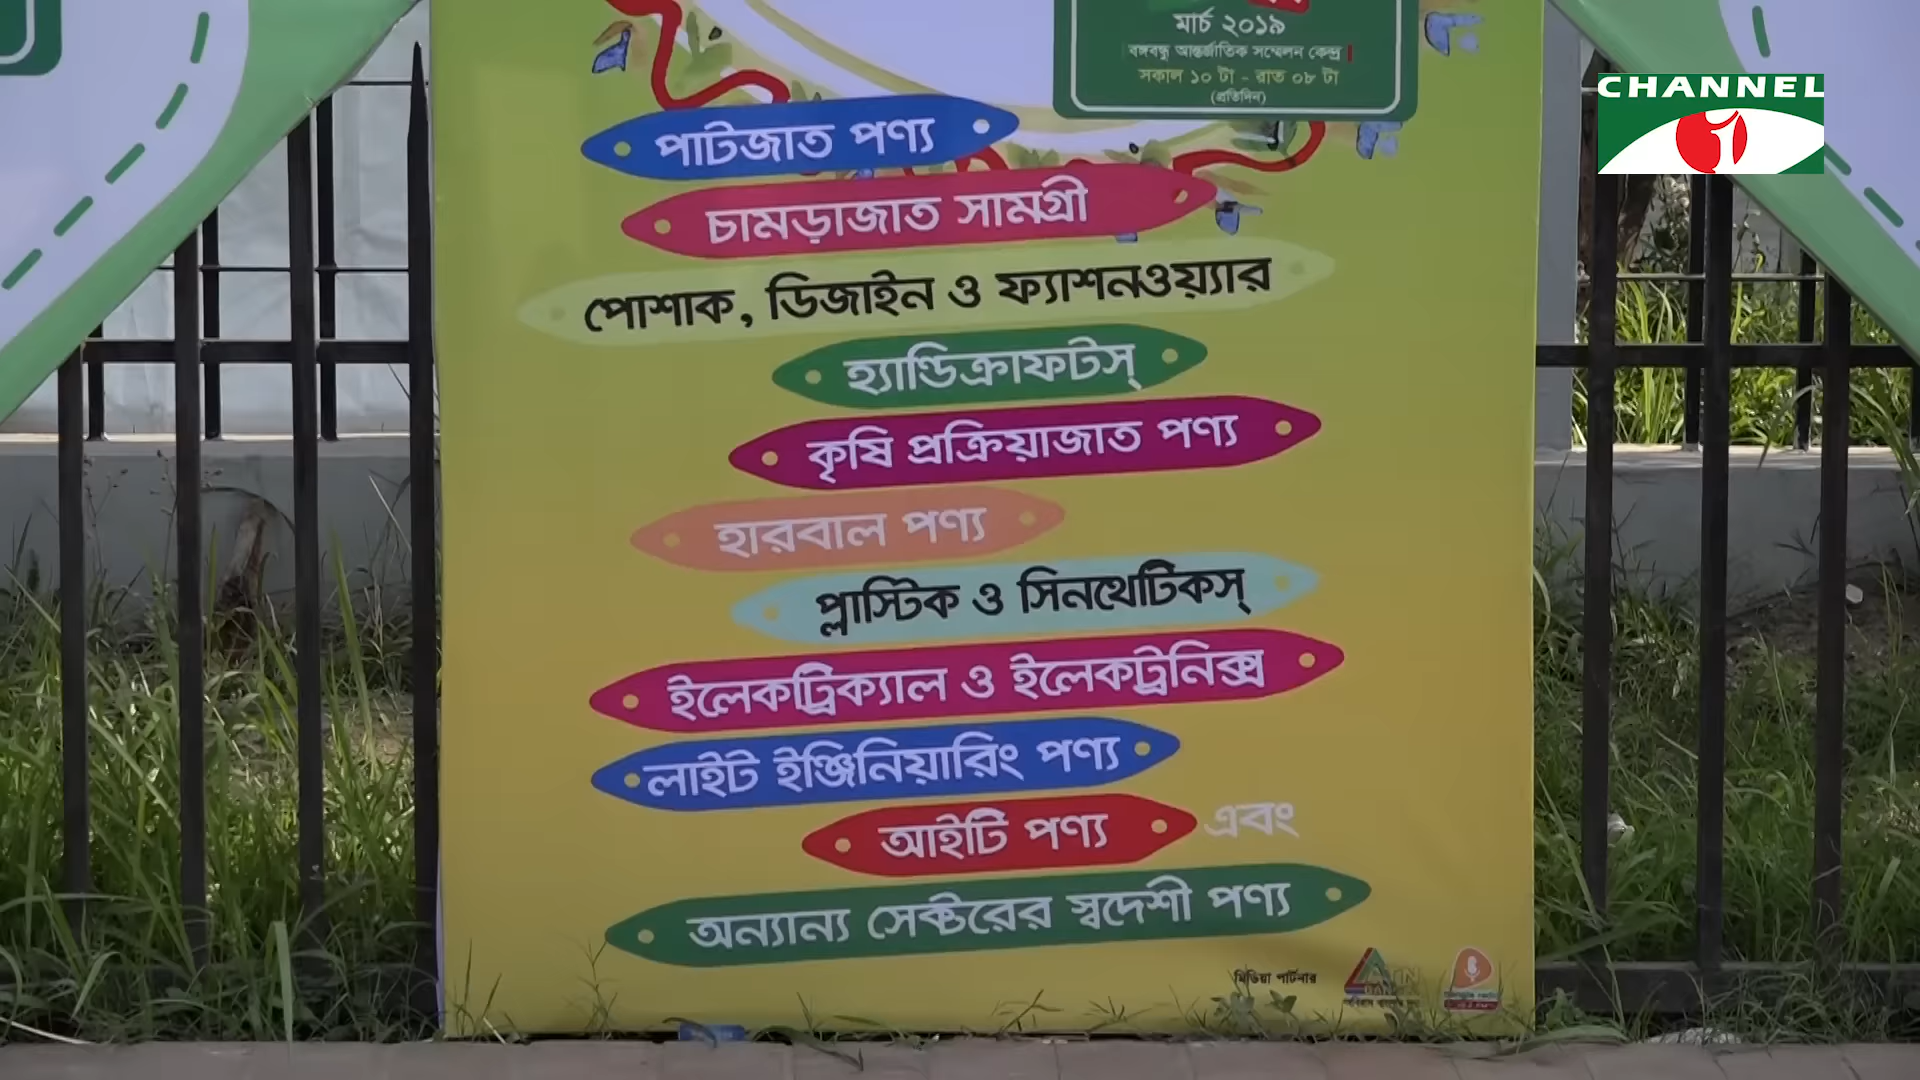 মার্চ ২০১৯
বঙ্গবন্ধু আন্তর্জাতিক সম্মেলন কেন্দ্র
সকাল ১০ টা - রাত ০৮ টা
(প্রতিদিন)
CHANNEL
পাটজাত পণ্য
চামড়াজাত সামগ্রী
পোশাক, ডিজাইন ও ফ্যাশনওয়্যার
হ্যান্ডিক্রাফটস্
কৃষি প্রক্রিয়াজাত পণ্য
হারবাল পণ্য
প্লাস্টিক ও সিনথেটিকস্
ইলেকট্রিক্যাল ও ইলেকট্রনিক্স
লাইট ইঞ্জিনিয়ারিং পণ্য
আইটি পণ্য এবং
অন্যান্য সেক্টরের স্বদেশী পণ্য
মিডিয়া পার্টনার
ATN